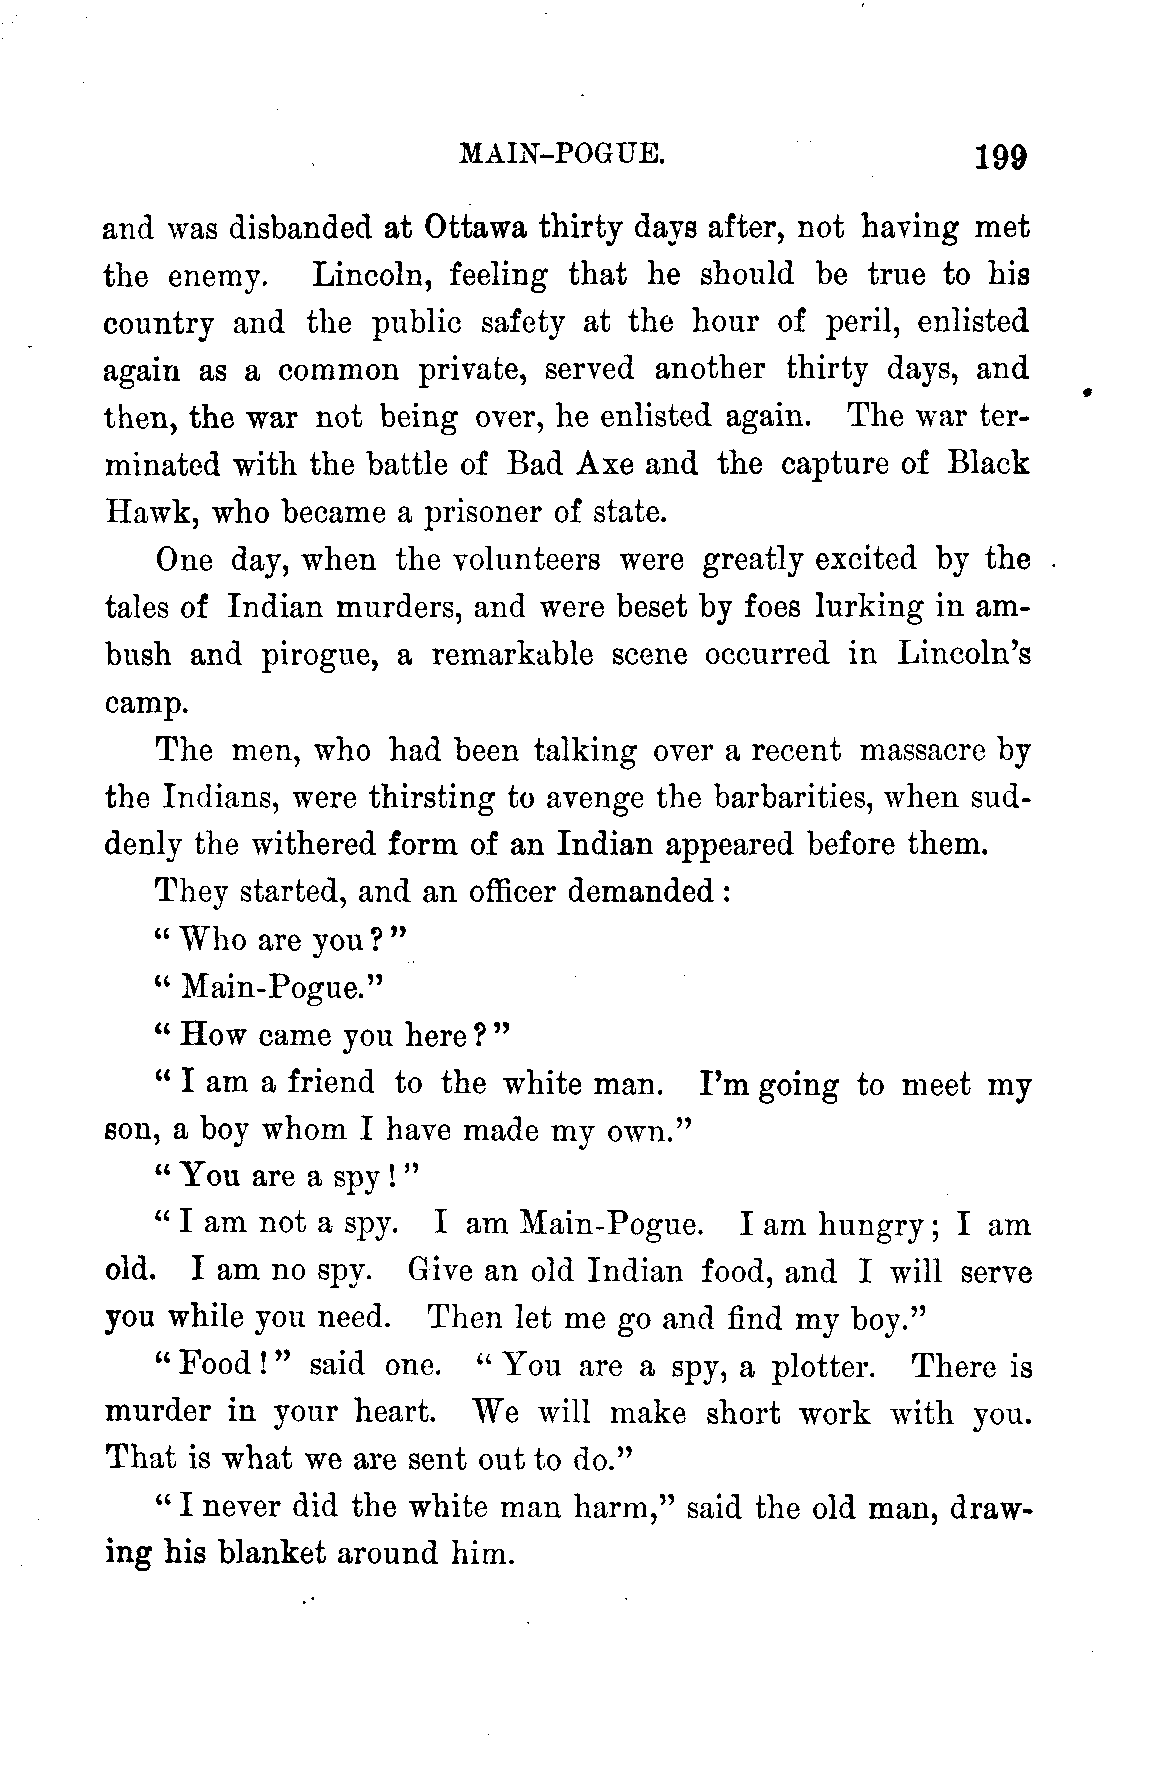 MAIN-POGUE. 199
and was disbanded at Ottawa thirty days after, not having met
the enemy. Lincoln, feeling that he should be true to his
country and the public safety at the hour of peril, enlisted
again as a common private, served another thirty days, and
then, the war not being over, he enlisted again. The war ter-
minated with the battle of Bad Axe and the capture of Black
Hawk, who became a prisoner of state.
One day, when the volunteers were greatly excited by the
tales of Indian murders, and were beset by foes lurking in am-
bush and pirogue, a remarkable scene occurred in Lincoln's
camp.
The men, who had been talking over a recent massacre by
the Indians, were thirsting to avenge the barbarities, when sud-
denly the withered form of an Indian appeared before them.
They started, and an officer demanded :
" Who are you ? "
" Main-Pogue."
" How came you here ? "
" I am a friend to the white man. I'm going to meet my
son, a boy whom I have made my own."
" You are a spy ! "
" I am not a spy. I am Main-Pogue. I am hungry ; I am
old. I am no spy. Give an old Indian food, and I will serve
you while you need. Then let me go and find my boy."
" Food ! " said one. " You are a spy, a plotter. There is
murder in your heart. We will make short work with you.
That is what we are sent out to do."
" I never did the white man harm," said the old man, draw-
ing his blanket around him.